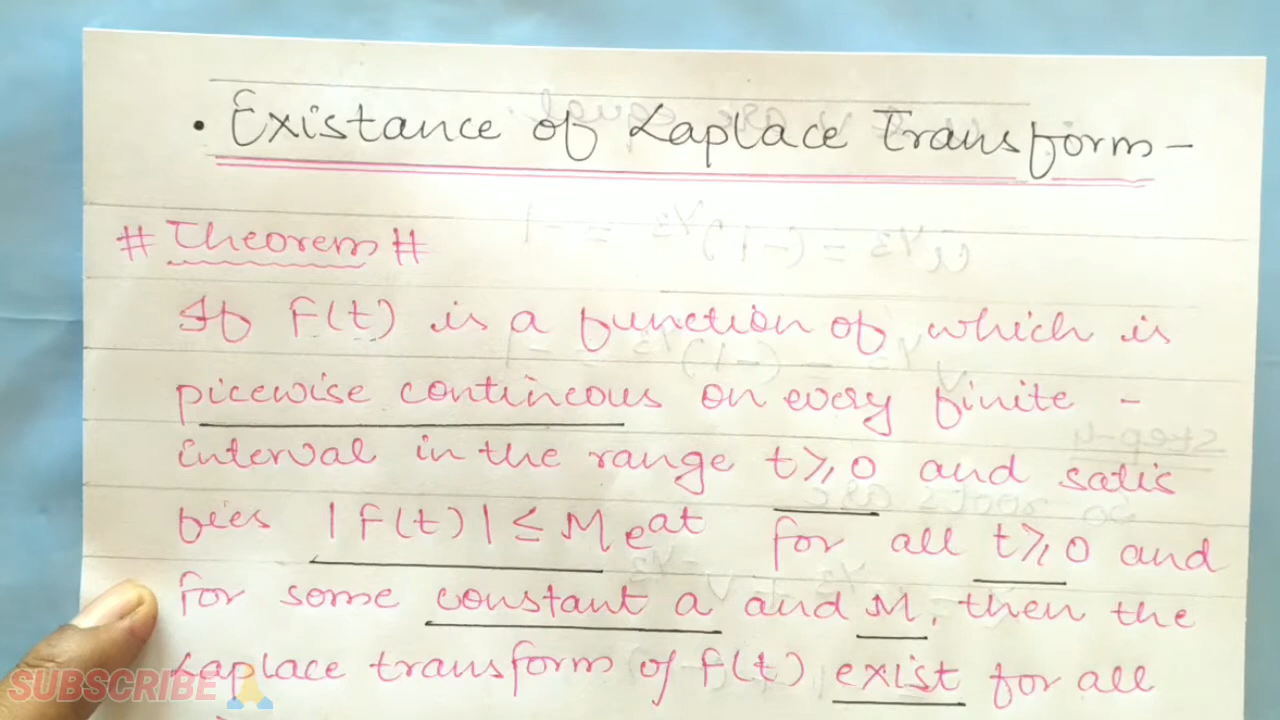 • Existance of Laplace Transform -
# Theorem #
If F(t) is a function of which is
picewise contineous on every finite -
interval in the range t ≥ 0 and satis
fies |F(t)| ≤ M e^at for all t ≥ 0 and
for some constant a and M, then the
Laplace transform of F(t) exist for all
SUBSCRIBE 🙏